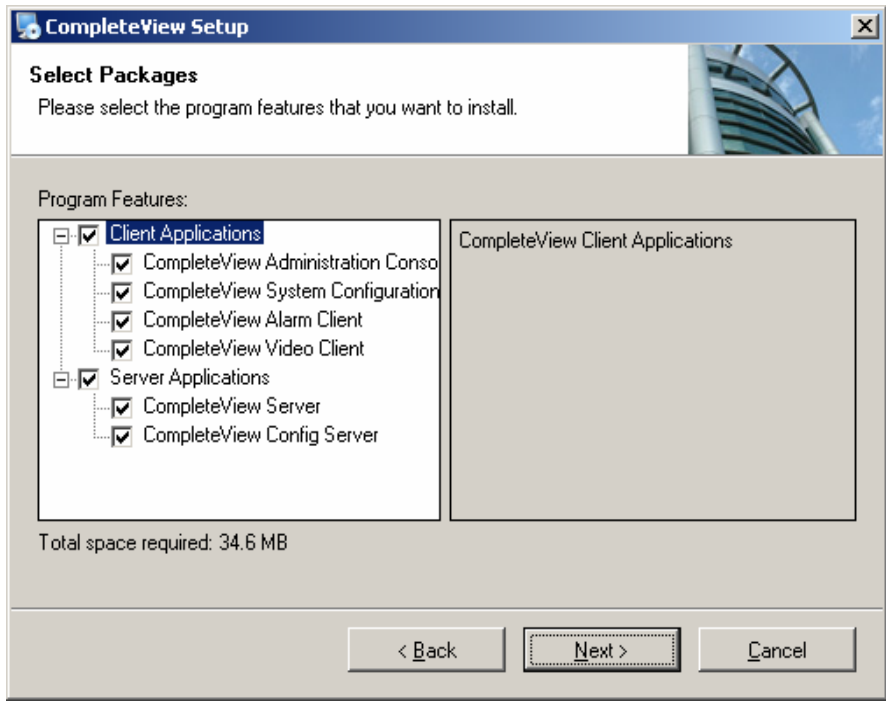 CompleteView Setup
Select Packages
Please select the program features that you want to install.
Program Features:
Client Applications
CompleteView Administration Conso
CompleteView System Configuration
CompleteView Alarm Client
CompleteView Video Client
Server Applications
CompleteView Server
CompleteView Config Server
CompleteView Client Applications
Total space required: 34.6 MB
< Back
Next >
Cancel